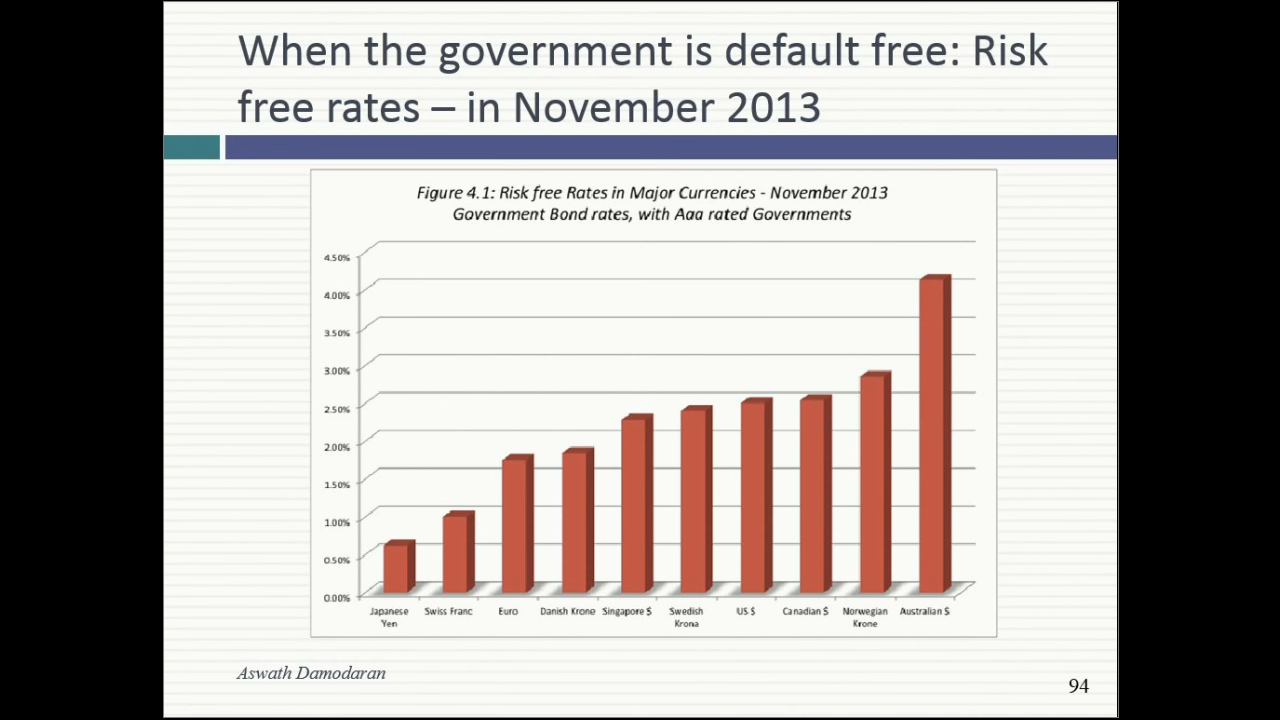 When the government is default free: Risk
free rates – in November 2013
Figure 4.1: Risk free Rates in Major Currencies - November 2013
Government Bond rates, with Aaa rated Governments
4.50%
4.00%
3.50%
3.00%
2.50%
2.00%
1.50%
1.00%
0.50%
0.00%
Japanese Yen
Swiss Franc
Euro
Danish Krone
Singapore $
Swedish Krona
US $
Canadian $
Norwegian Krone
Australian $
Aswath Damodaran
94